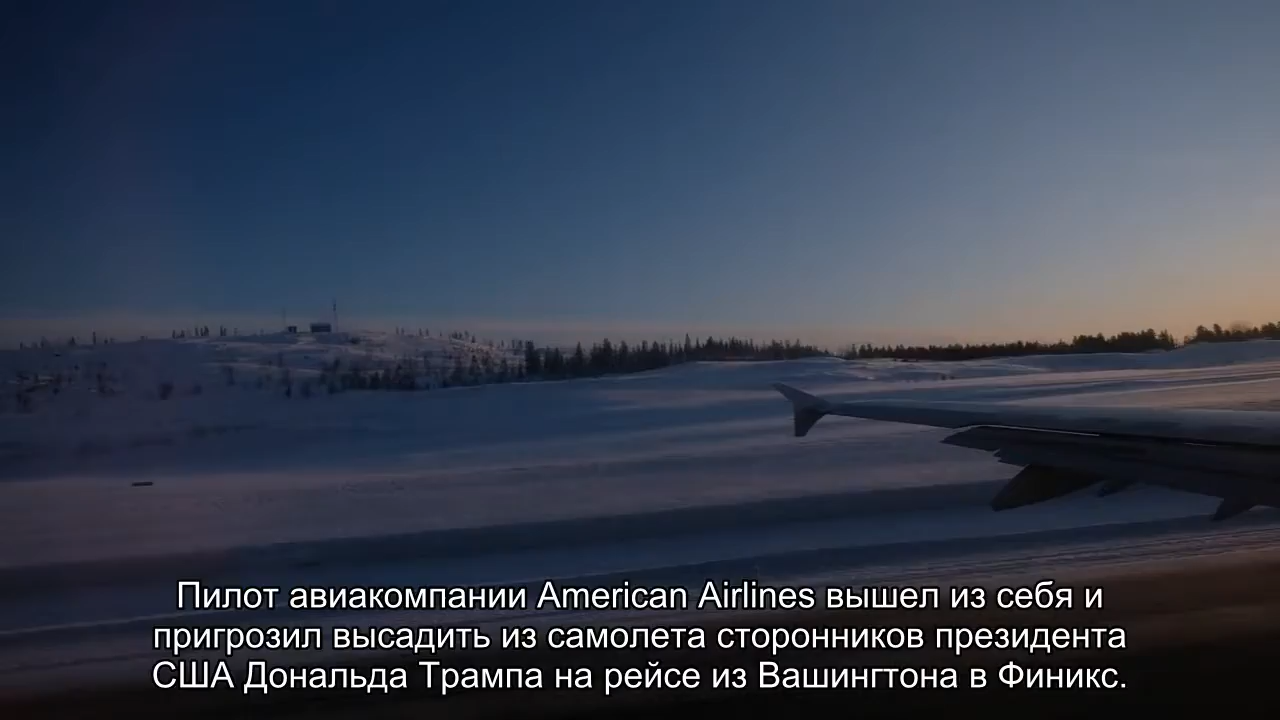 Пилот авиакомпании American Airlines вышел из себя и
пригрозил высадить из самолета сторонников президента
США Дональда Трампа на рейсе из Вашингтона в Финикс.